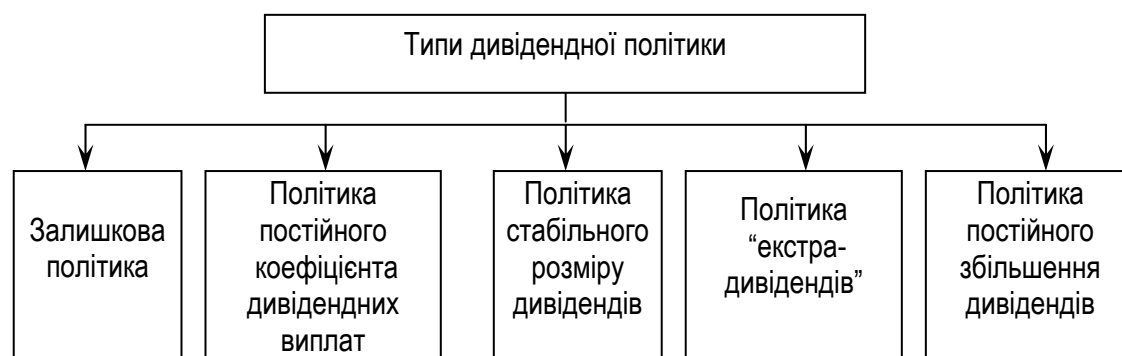 Типи дивідендної політики
Залишкова
політика
Політика
постійного
коефіцієнта
дивідендних
виплат
Політика
стабільного
розміру
дивідендів
Політика
“екстра-
дивідендів”
Політика
постійного
збільшення
дивідендів